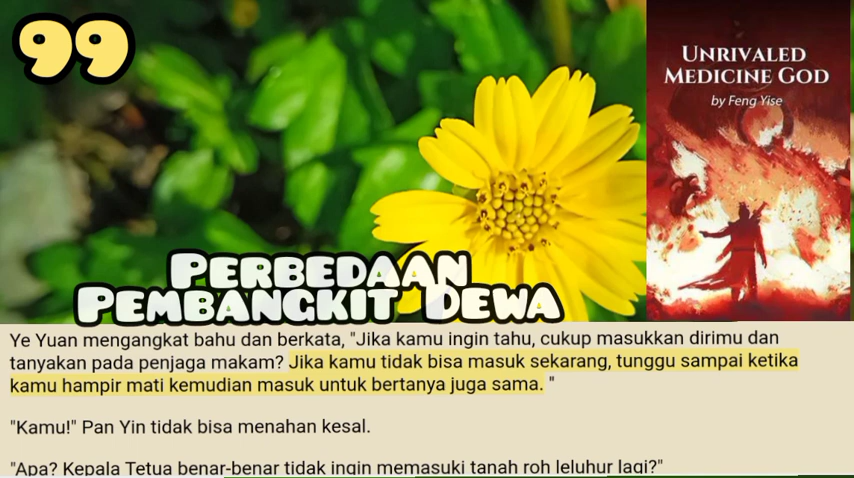 99
UNRIVALED
MEDICINE GOD
by Feng Yise
PERBEDAAN
PEMBANGKIT DEWA
Ye Yuan mengangkat bahu dan berkata, "Jika kamu ingin tahu, cukup masukkan dirimu dan
tanyakan pada penjaga makam? Jika kamu tidak bisa masuk sekarang, tunggu sampai ketika
kamu hampir mati kemudian masuk untuk bertanya juga sama. "
"Kamu!" Pan Yin tidak bisa menahan kesal.
"Apa? Kepala Tetua benar-benar tidak ingin memasuki tanah roh leluhur lagi?"